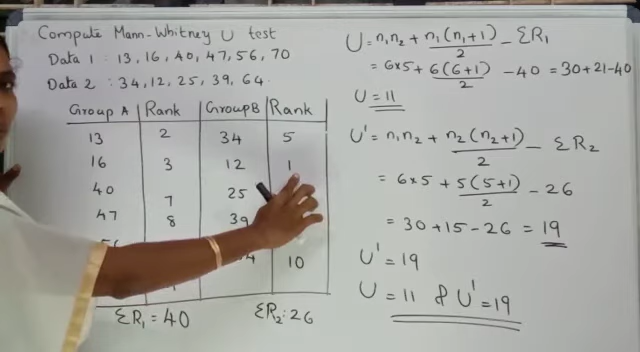 Compute Mann-Whitney U test
Data 1 : 13, 16, 40, 47, 56, 70
Data 2 : 34, 12, 25, 39, 64
Group A Rank Group B Rank
13 2 34 5
16 3 12 1
40 7 25
47 8 39
10
ΣR₁ = 40 ΣR₂ : 26
U = n₁n₂ + n₁(n₁+1)/2 - ΣR₁
= 6×5 + 6(6+1)/2 - 40 = 30+21-40
U = 11
U' = n₁n₂ + n₂(n₂+1)/2 - ΣR₂
= 6×5 + 5(5+1)/2 - 26
= 30+15-26 = 19
U' = 19
U = 11 & U' = 19